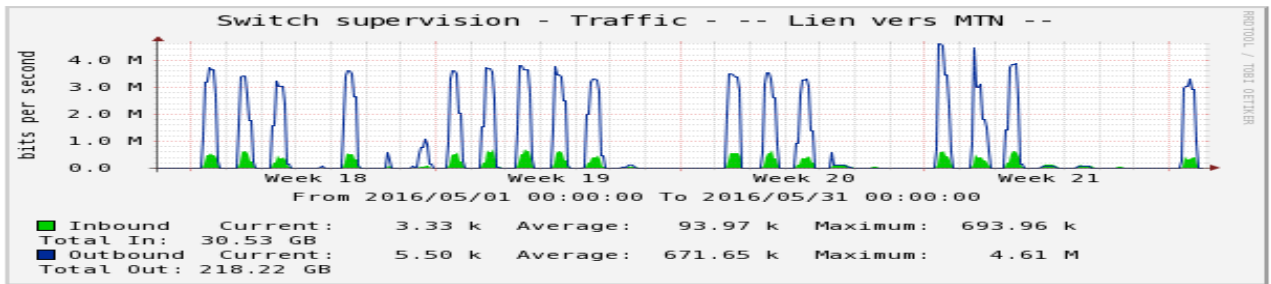 Switch supervision - Traffic - -- Lien vers MTN --
RRDTOOL / TOBI OETIKER
bits per second
4.0 M
3.0 M
2.0 M
1.0 M
0.0
Week 18 Week 19 Week 20 Week 21
From 2016/05/01 00:00:00 To 2016/05/31 00:00:00
Inbound Current: 3.33 k Average: 93.97 k Maximum: 693.96 k
Total In: 30.53 GB
Outbound Current: 5.50 k Average: 671.65 k Maximum: 4.61 M
Total Out: 218.22 GB